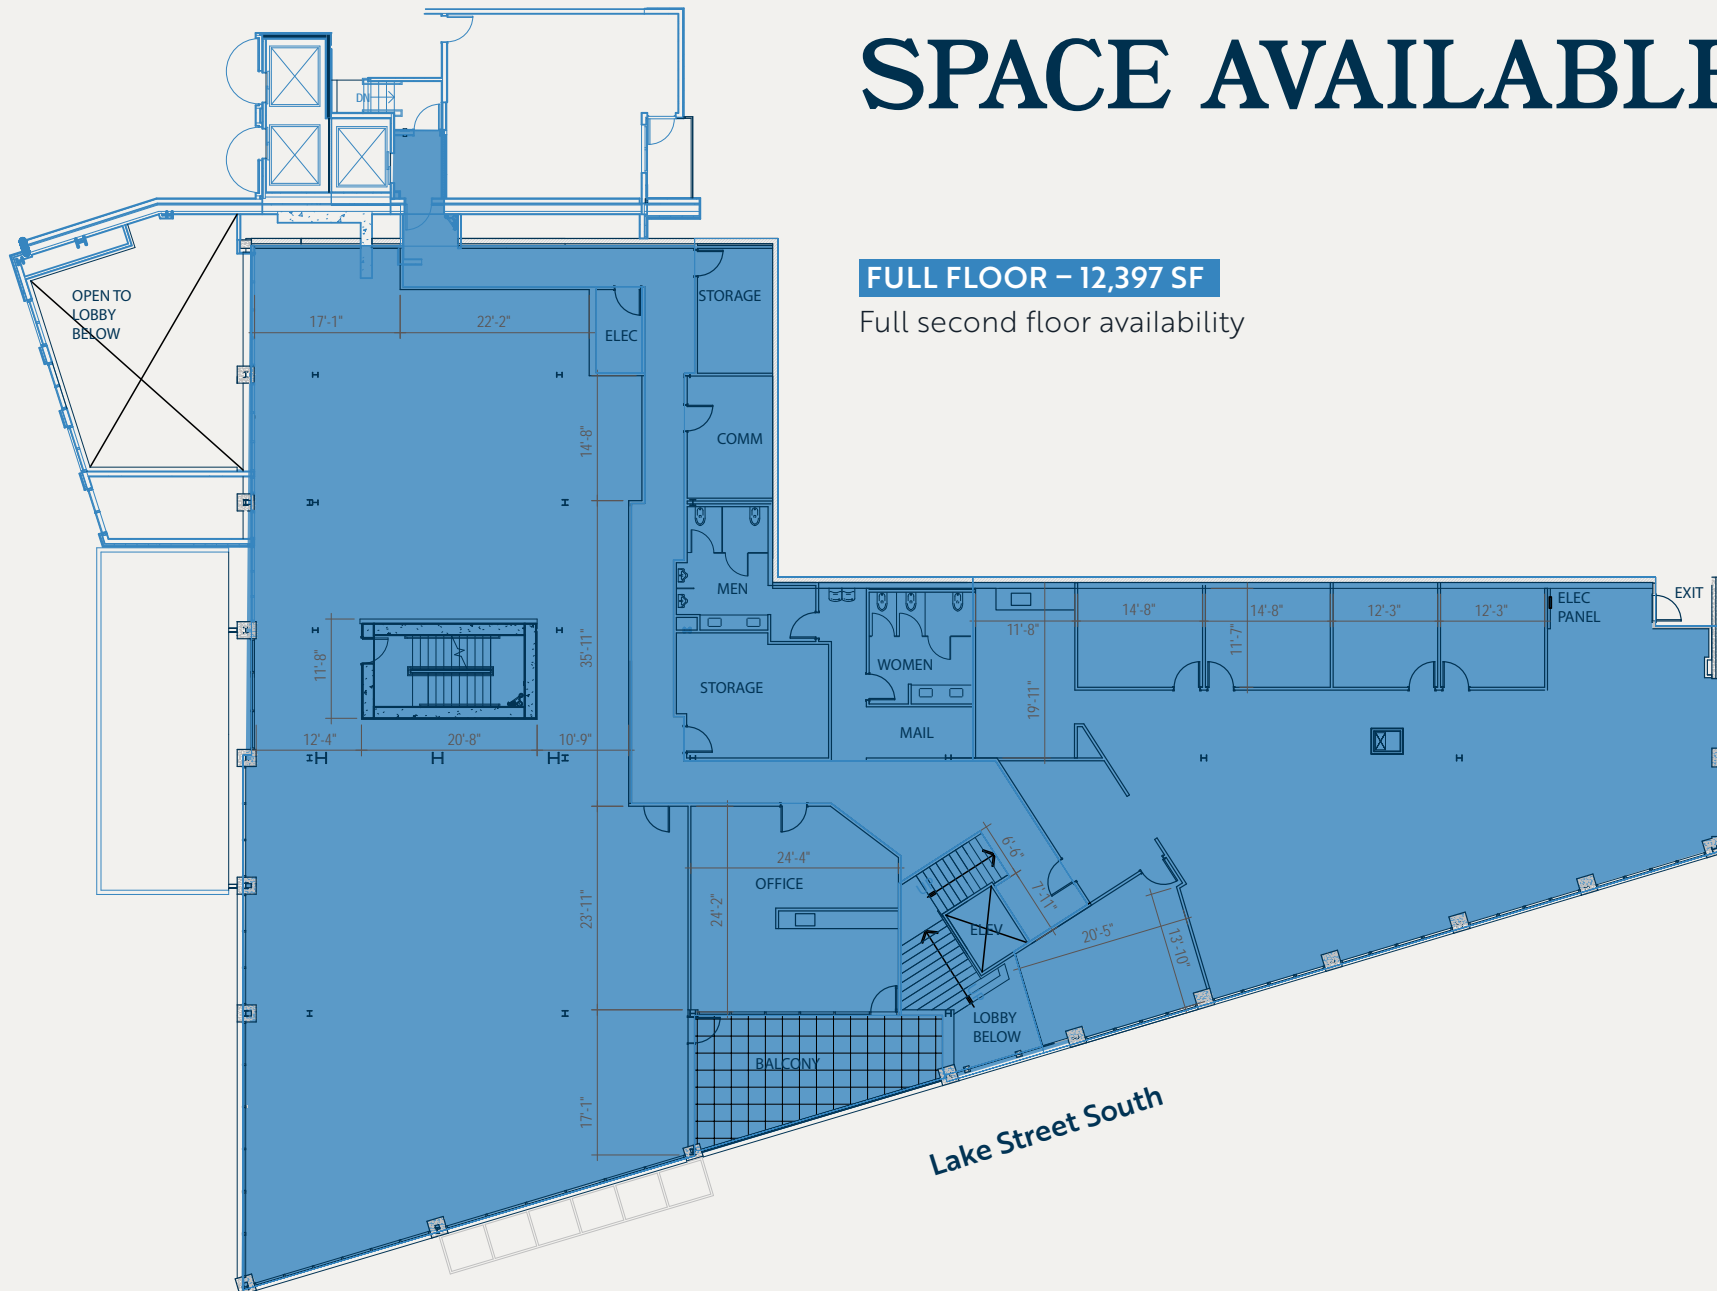 SPACE AVAILABLE
FULL FLOOR – 12,397 SF
Full second floor availability
DN
OPEN TO
LOBBY
BELOW
17'-1"
22'-2"
ELEC
STORAGE
14'-8"
COMM
MEN
35'-11"
11'-8"
12'-4"
20'-8"
10'-9"
STORAGE
WOMEN
MAIL
11'-8"
19'-11"
14'-8"
11'-7"
14'-8"
12'-3"
12'-3"
ELEC
PANEL
EXIT
24'-4"
OFFICE
24'-2"
23'-11"
6'-6"
7'-11"
ELEV
20'-5"
13'-10"
LOBBY
BELOW
BALCONY
17'-1"
Lake Street South